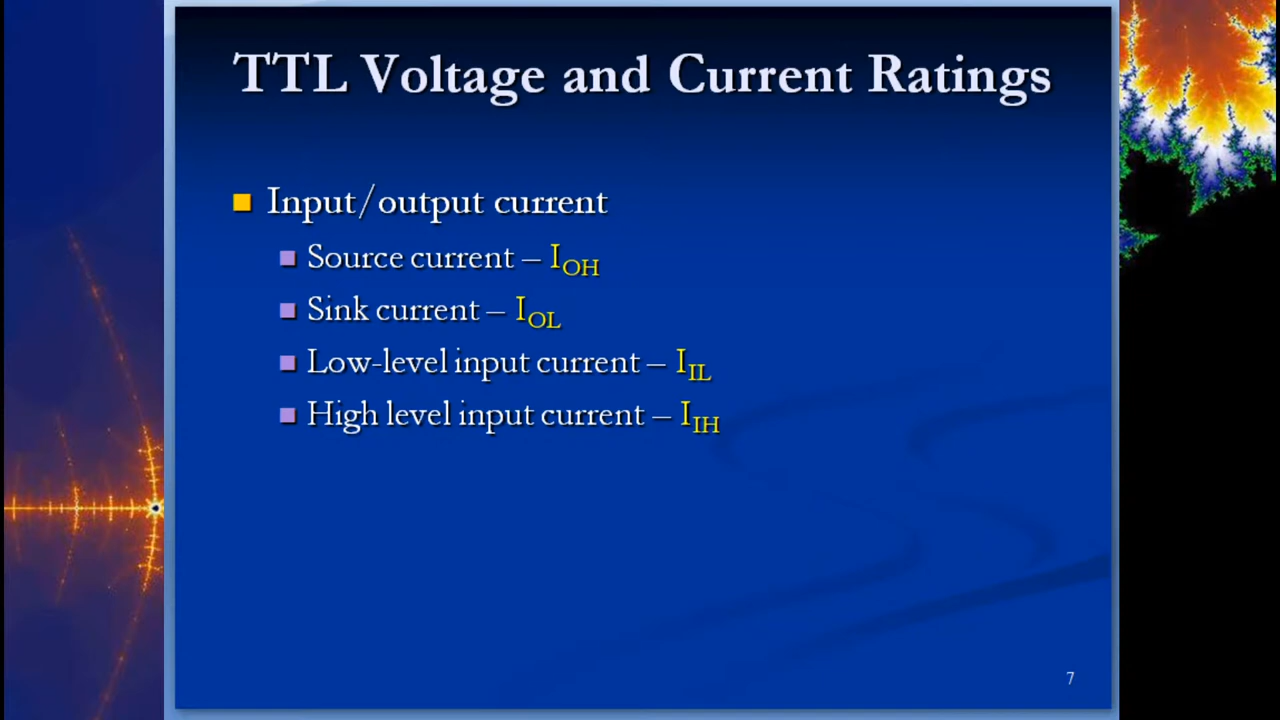 TTL Voltage and Current Ratings
Input/output current
Source current – I_OH
Sink current – I_OL
Low-level input current – I_IL
High level input current – I_IH
7